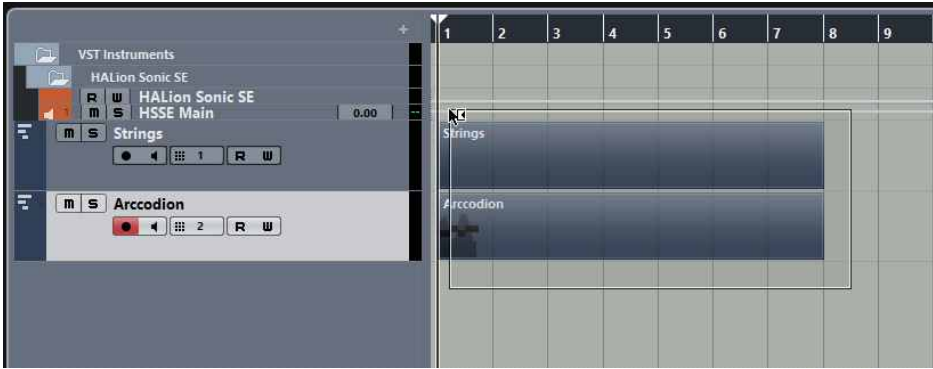 +
1 2 3 4 5 6 7 8 9
VST Instruments
HALion Sonic SE
R W HALion Sonic SE
1 m S HSSE Main 0.00 --
m S Strings
1 R W
m S Arccodion
2 R W
Strings
Arccodion